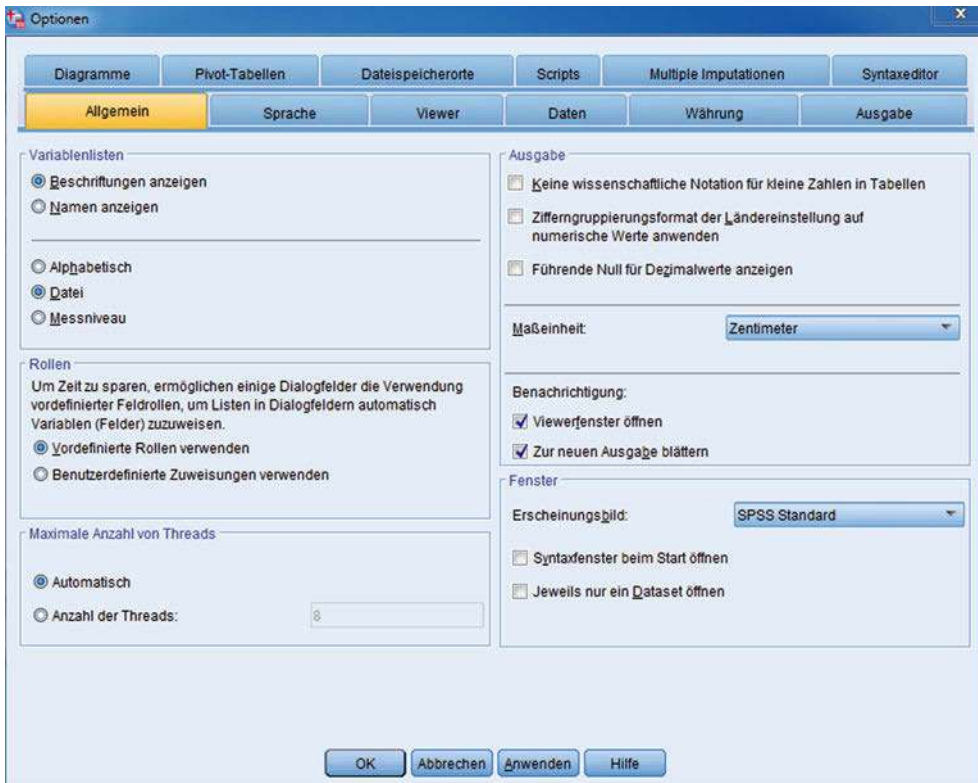 Optionen
x
Diagramme
Pivot-Tabellen
Dateispeicherorte
Scripts
Multiple Imputationen
Syntaxeditor
Allgemein
Sprache
Viewer
Daten
Währung
Ausgabe
Variablenlisten
Beschriftungen anzeigen
Namen anzeigen
Alphabetisch
Datei
Messniveau
Rollen
Um Zeit zu sparen, ermöglichen einige Dialogfelder die Verwendung
vordefinierter Feldrollen, um Listen in Dialogfeldern automatisch
Variablen (Felder) zuzuweisen.
Vordefinierte Rollen verwenden
Benutzerdefinierte Zuweisungen verwenden
Maximale Anzahl von Threads
Automatisch
Anzahl der Threads:
8
Ausgabe
Keine wissenschaftliche Notation für kleine Zahlen in Tabellen
Zifferngruppierungsformat der Ländereinstellung auf
numerische Werte anwenden
Führende Null für Dezimalwerte anzeigen
Maßeinheit:
Zentimeter
Benachrichtigung:
Viewerfenster öffnen
Zur neuen Ausgabe blättern
Fenster
Erscheinungsbild:
SPSS Standard
Syntaxfenster beim Start öffnen
Jeweils nur ein Dataset öffnen
OK
Abbrechen
Anwenden
Hilfe